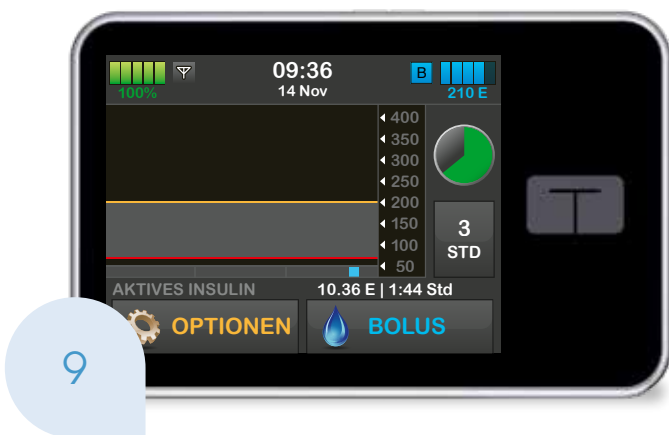 09:36
14 Nov
100%
B
210 E
400
350
300
250
200
150
100
50
3
STD
AKTIVES INSULIN 10.36 E | 1:44 Std
OPTIONEN
BOLUS
9